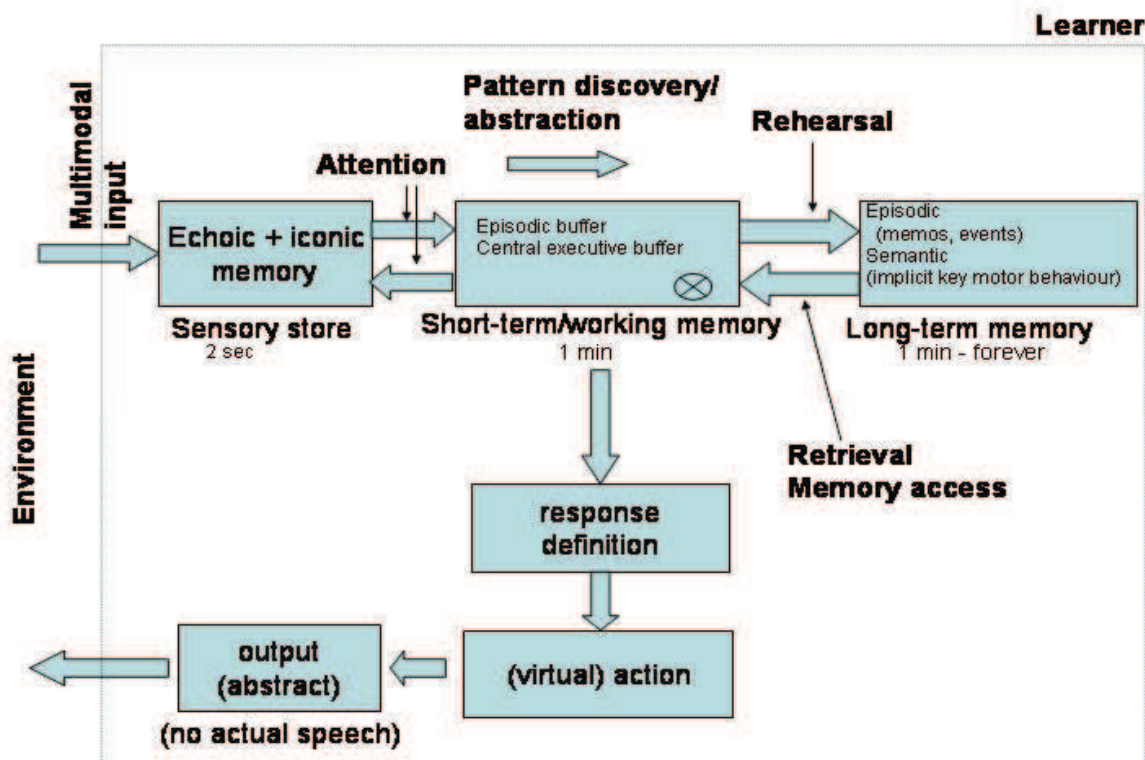 Learner
Multimodal
input
Pattern discovery/
abstraction
Rehearsal
Attention
Echoic + iconic
memory
Episodic buffer
Central executive buffer
Episodic
(memos, events)
Semantic
(implicit key motor behaviour)
Sensory store
2 sec
Short-term/working memory
1 min
Long-term memory
1 min - forever
Environment
Retrieval
Memory access
response
definition
(virtual) action
output
(abstract)
(no actual speech)